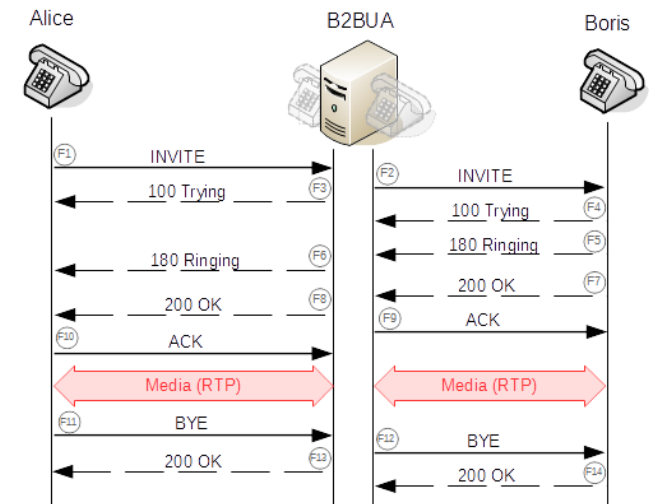 Alice
B2BUA
Boris
F1 INVITE
F2 INVITE
100 Trying F3
100 Trying F4
180 Ringing F5
180 Ringing F6
200 OK F7
200 OK F8
F9 ACK
F10 ACK
Media (RTP)
Media (RTP)
F11 BYE
F12 BYE
200 OK F13
200 OK F14